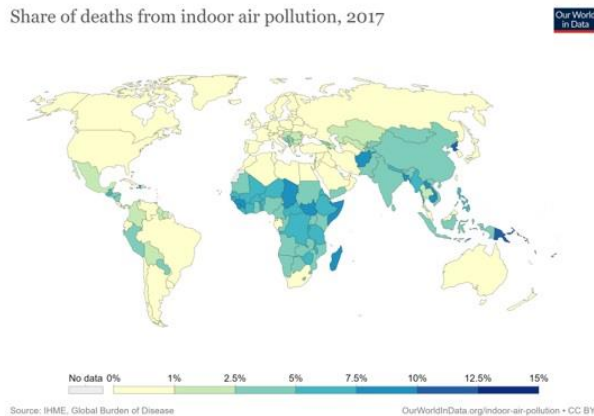 Share of deaths from indoor air pollution, 2017
Our World
in Data
No data 0% 1% 2.5% 5% 7.5% 10% 12.5% 15%
Source: IHME, Global Burden of Disease
OurWorldInData.org/indoor-air-pollution • CC BY